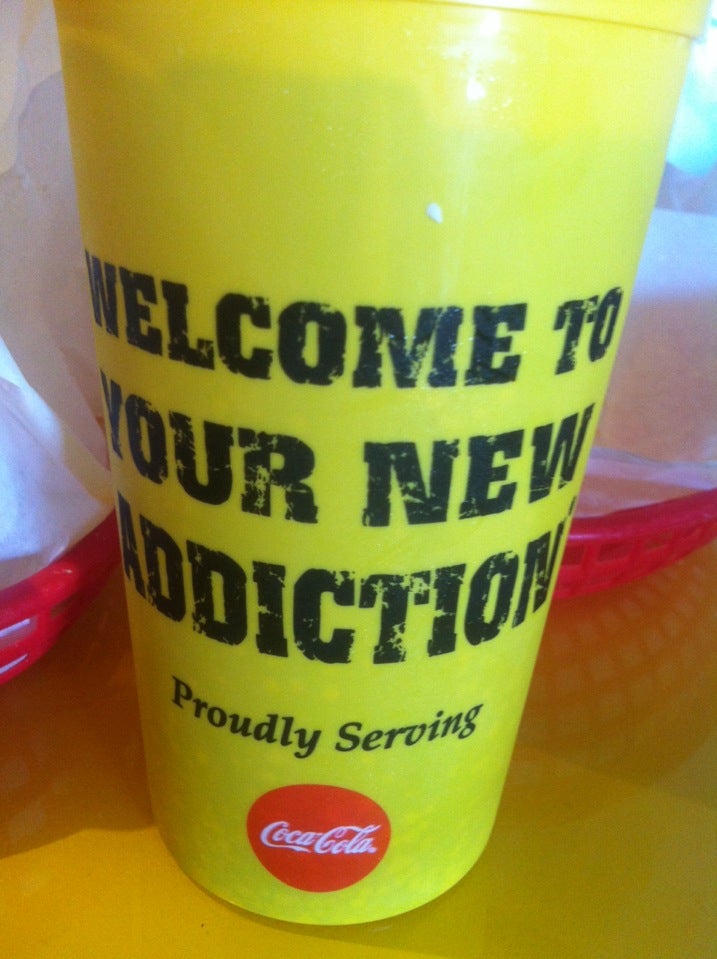 WELCOME TO
YOUR NEW
ADDICTION
Proudly Serving
Coca-Cola